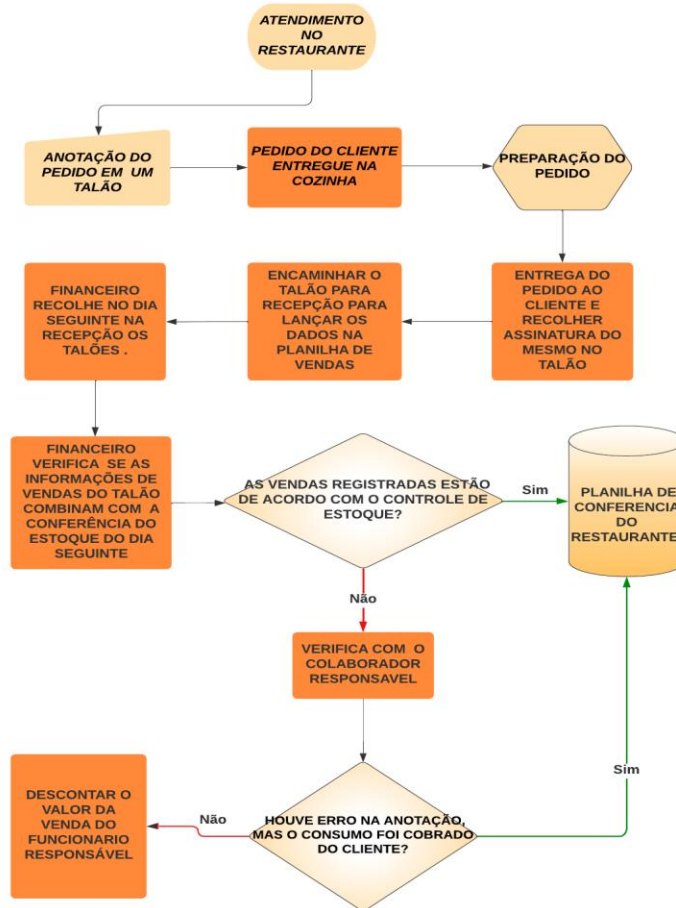 ATENDIMENTO
NO
RESTAURANTE
ANOTAÇÃO DO
PEDIDO EM UM
TALÃO
PEDIDO DO CLIENTE
ENTREGUE NA
COZINHA
PREPARAÇÃO DO
PEDIDO
ENTREGA DO
PEDIDO AO
CLIENTE E
RECOLHER
ASSINATURA DO
MESMO NO
TALÃO
ENCAMINHAR O
TALÃO PARA
RECEPÇÃO PARA
LANÇAR OS
DADOS NA
PLANILHA DE
VENDAS
FINANCEIRO
RECOLHE NO DIA
SEGUINTE NA
RECEPÇÃO OS
TALÕES .
FINANCEIRO
VERIFICA SE AS
INFORMAÇÕES DE
VENDAS DO TALÃO
COMBINAM COM A
CONFERÊNCIA DO
ESTOQUE DO DIA
SEGUINTE
AS VENDAS REGISTRADAS ESTÃO
DE ACORDO COM O CONTROLE DE
ESTOQUE?
Sim
PLANILHA DE
CONFERENCIA
DO
RESTAURANTE
Não
VERIFICA COM O
COLABORADOR
RESPONSAVEL
HOUVE ERRO NA ANOTAÇÃO,
MAS O CONSUMO FOI COBRADO
DO CLIENTE?
Sim
Não
DESCONTAR O
VALOR DA
VENDA DO
FUNCIONARIO
RESPONSÁVEL